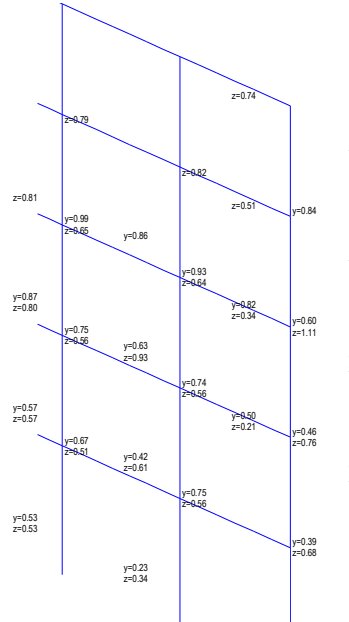 z=0.74
z=0.79
z=0.82
z=0.81
z=0.51
y=0.84
y=0.99
z=0.65
y=0.86
y=0.93
z=0.64
y=0.87
z=0.80
y=0.82
z=0.34
y=0.60
z=1.11
y=0.75
z=0.56
y=0.63
z=0.93
y=0.74
z=0.56
y=0.57
z=0.57
y=0.50
z=0.21
y=0.46
z=0.76
y=0.67
z=0.51
y=0.42
z=0.61
y=0.75
z=0.56
y=0.53
z=0.53
y=0.39
z=0.68
y=0.23
z=0.34